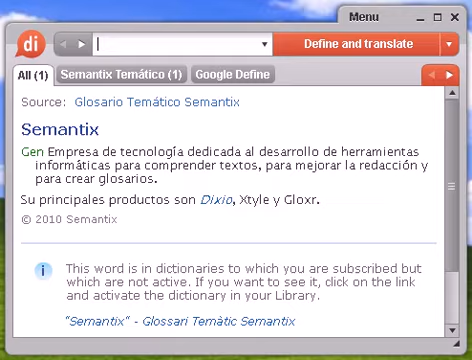 Menu
di
Define and translate
All (1)
Semantix Temático (1)
Google Define
Source: Glosario Temático Semantix
Semantix
Gen Empresa de tecnología dedicada al desarrollo de herramientas
informáticas para comprender textos, para mejorar la redacción y
para crear glosarios.
Su principales productos son Dixio, Xtyle y Gloxr.
© 2010 Semantix
i
This word is in dictionaries to which you are subscribed but
which are not active. If you want to see it, click on the link
and activate the dictionary in your Library.
"Semantix" - Glossari Temàtic Semantix